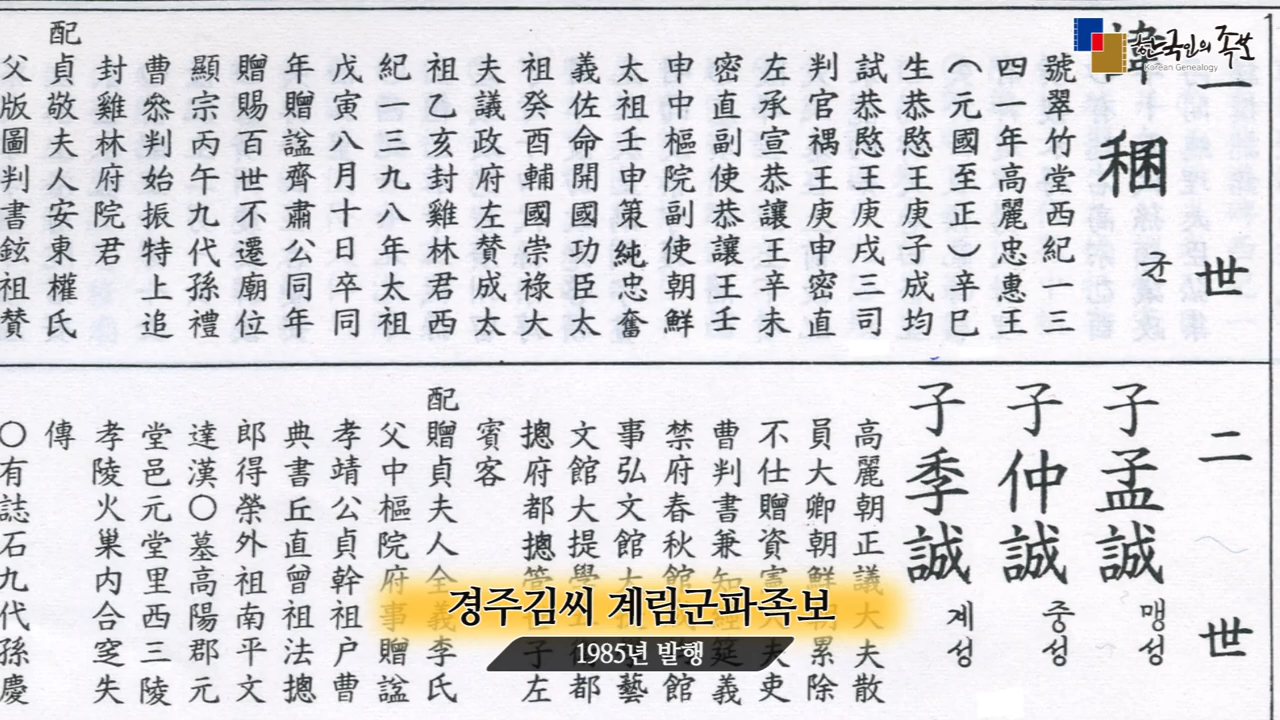 한국인의 족보
Korean Genealogy
一世
稛 균
號翠竹堂西紀一三
四一年高麗忠惠王
(元國至正)辛巳
生恭愍王庚子成均
試恭愍王庚戌三司
判官禑王庚申密直
左承宣恭讓王辛未
密直副使恭讓王壬
申中樞院副使朝鮮
太祖壬申策純忠奮
義佐命開國功臣太
祖癸酉輔國崇祿大
夫議政府左贊成太
祖乙亥封雞林君西
紀一三九八年太祖
戊寅八月十日卒同
年贈諡齊肅公同年
贈賜百世不遷廟位
顯宗丙午九代孫禮
曹參判始振特上追
封雞林府院君
配貞敬夫人安東權氏
父版圖判書鉉祖贊
二世
子孟誠 맹성
子仲誠 중성
子季誠 계성
高麗朝正議大夫散
員大卿朝鮮朝累除
不仕贈資憲大夫吏
曹判書兼知經筵義
禁府春秋館館
事弘文館大學藝
文館大提學五衛都
摠府都摠管世子左
賓客
配贈貞夫人全義李氏
父中樞院府事贈諡
孝靖公貞幹祖戶曹
典書丘直曾祖法摠
郎得榮外祖南平文
達漢○墓高陽郡元
堂邑元堂里西三陵
孝陵火巢内合窆失
傳
○有誌石九代孫慶
경주김씨 계림군파족보
1985년 발행